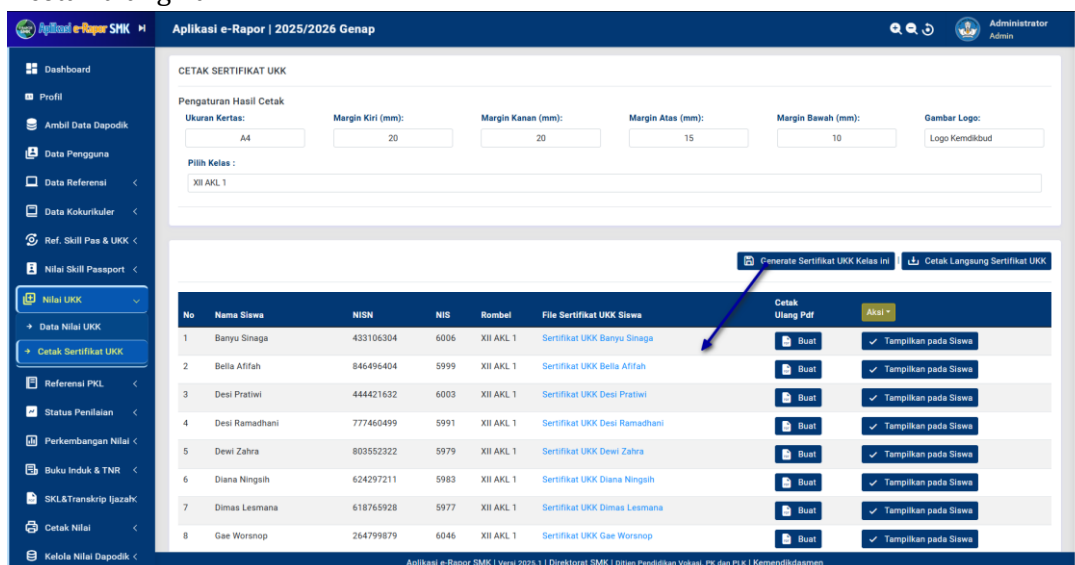 Aplikasi e-Rapor SMK
Aplikasi e-Rapor | 2025/2026 Genap
Administrator
Admin
Dashboard
Profil
Ambil Data Dapodik
Data Pengguna
Data Referensi
Data Kokurikuler
Ref. Skill Pas & UKK
Nilai Skill Passport
Nilai UKK
Data Nilai UKK
Cetak Sertifikat UKK
Referensi PKL
Status Penilaian
Perkembangan Nilai
Buku Induk & TNR
SKL&Transkrip Ijazah
Cetak Nilai
Kelola Nilai Dapodik
CETAK SERTIFIKAT UKK
Pengaturan Hasil Cetak
Ukuran Kertas: Margin Kiri (mm): Margin Kanan (mm): Margin Atas (mm): Margin Bawah (mm): Gambar Logo:
A4 20 20 15 10 Logo Kemdikbud
Pilih Kelas :
XII AKL 1
Generate Sertifikat UKK Kelas ini | Cetak Langsung Sertifikat UKK
No Nama Siswa NISN NIS Rombel File Sertifikat UKK Siswa Cetak Ulang Pdf Aksi
1 Banyu Sinaga 433106304 6006 XII AKL 1 Sertifikat UKK Banyu Sinaga Buat Tampilkan pada Siswa
2 Bella Afifah 846496404 5999 XII AKL 1 Sertifikat UKK Bella Afifah Buat Tampilkan pada Siswa
3 Desi Pratiwi 444421632 6003 XII AKL 1 Sertifikat UKK Desi Pratiwi Buat Tampilkan pada Siswa
4 Desi Ramadhani 777460499 5991 XII AKL 1 Sertifikat UKK Desi Ramadhani Buat Tampilkan pada Siswa
5 Dewi Zahra 803552322 5979 XII AKL 1 Sertifikat UKK Dewi Zahra Buat Tampilkan pada Siswa
6 Diana Ningsih 624297211 5983 XII AKL 1 Sertifikat UKK Diana Ningsih Buat Tampilkan pada Siswa
7 Dimas Lesmana 618765928 5977 XII AKL 1 Sertifikat UKK Dimas Lesmana Buat Tampilkan pada Siswa
8 Gae Worsnop 264799879 6046 XII AKL 1 Sertifikat UKK Gae Worsnop Buat Tampilkan pada Siswa
Aplikasi e-Rapor SMK | Versi 2025.1 | Direktorat SMK | Ditjen Pendidikan Vokasi, PK dan PLK | Kemendikdasmen